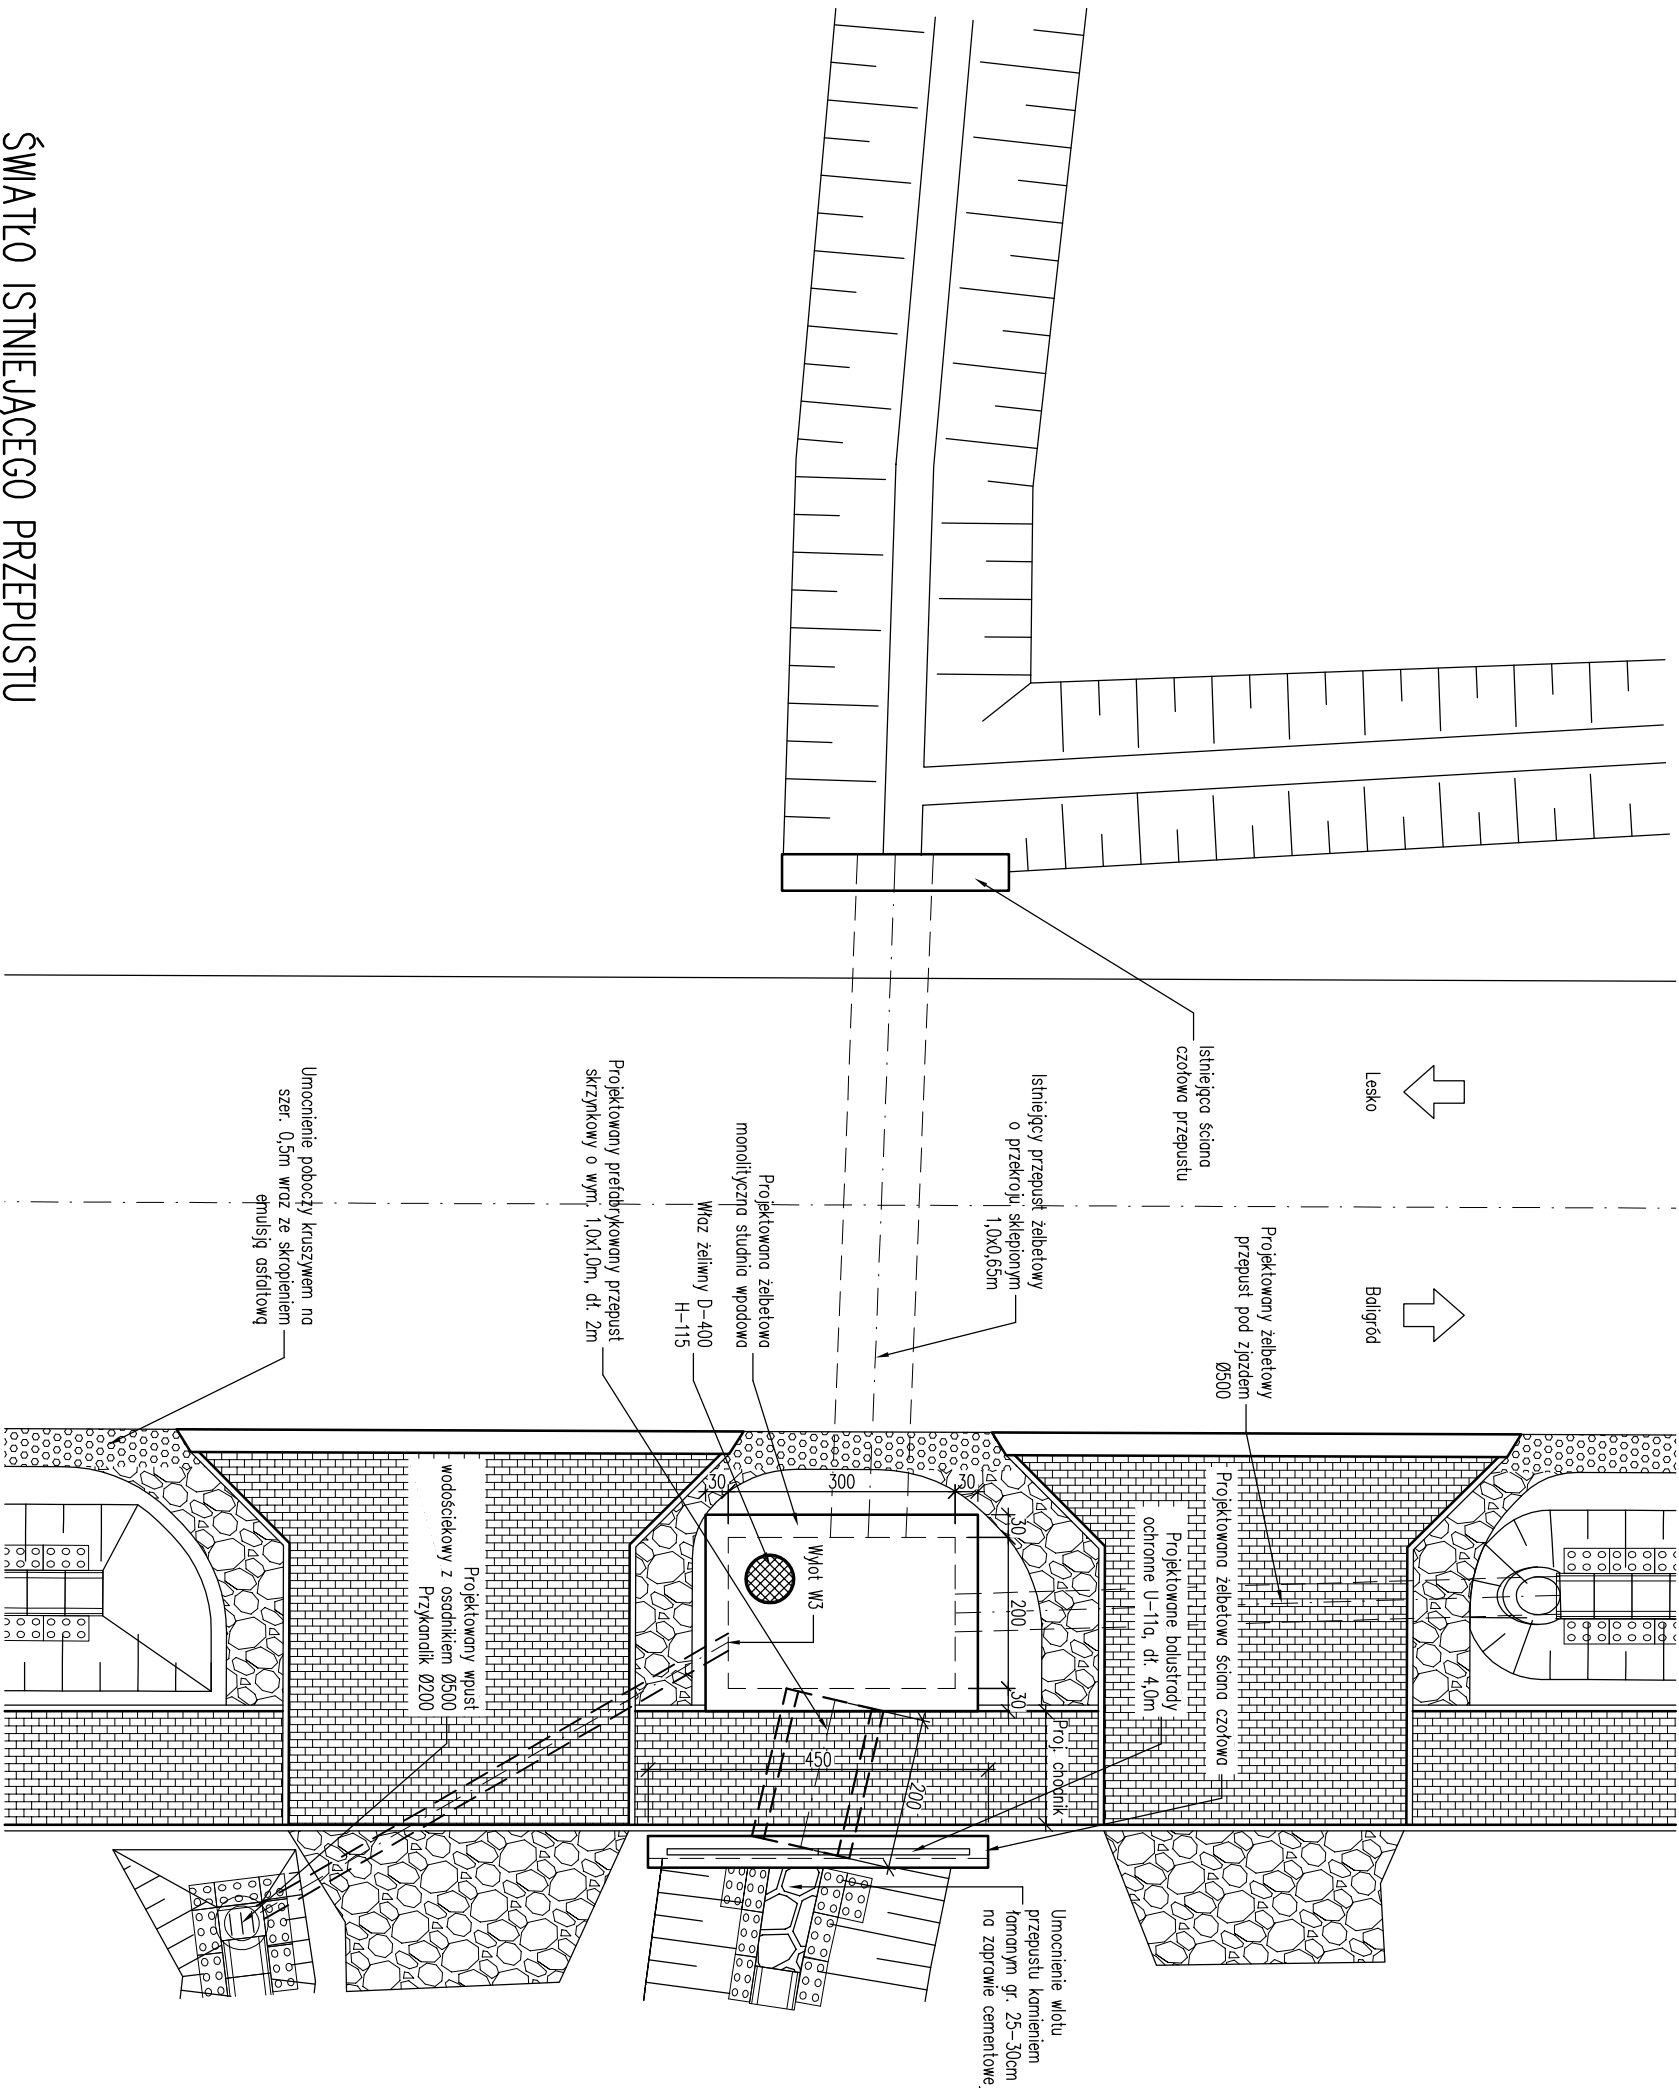 Lesko
Baligród
Istniejąca ściana
czołowa przepustu
Projektowany żelbetowy
przepust pod zjazdem
Ø500
Istniejący przepust żelbetowy
o przekroju sklepionym
1,0x0,65m
Projektowana żelbetowa
monolityczna studnia wpadowa
Właz żeliwny D-400
H-115
Projektowany prefabrykowany przepust
skrzynkowy o wym. 1,0x1,0m, dł. 2m
Umocnienie poboczy kruszywem na
szer. 0,5m wraz ze skropieniem
emulsją asfaltową
Projektowana żelbetowa ściana czołowa
Projektowane balustrady
ochronne U-11a, dł. 4,0m
30
300
30
30
200
30
Wylot W3
Projektowany wpust
wodościekowy z osadnikiem Ø500
Przykanalik Ø200
Proj. chodnik
450
200
Umocnienie wlotu
przepustu kamieniem
łamanym gr. 25-30cm
na zaprawie cementowej
ŚWIATŁO ISTNIEJĄCEGO PRZEPUSTU